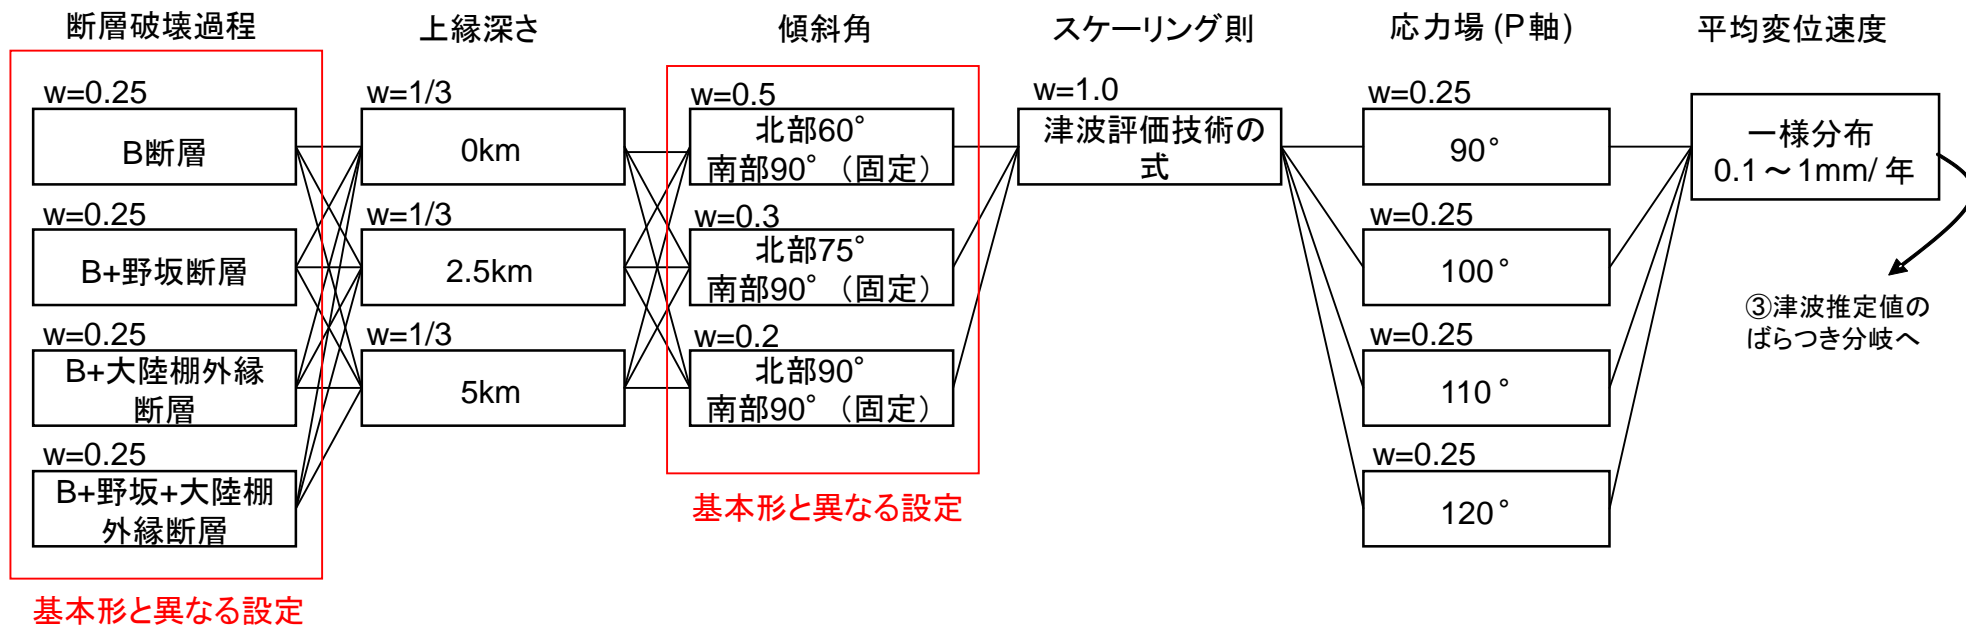 断層破壊過程
w=0.25
B断層
w=0.25
B+野坂断層
w=0.25
B+大陸棚外縁
断層
w=0.25
B+野坂+大陸棚
外縁断層
基本形と異なる設定
上縁深さ
w=1/3
0km
w=1/3
2.5km
w=1/3
5km
傾斜角
w=0.5
北部60°
南部90°（固定）
w=0.3
北部75°
南部90°（固定）
w=0.2
北部90°
南部90°（固定）
基本形と異なる設定
スケーリング則
w=1.0
津波評価技術の
式
応力場(P軸)
w=0.25
90°
w=0.25
100°
w=0.25
110°
w=0.25
120°
平均変位速度
一様分布
0.1～1mm/年
③津波推定値の
ばらつき分岐へ